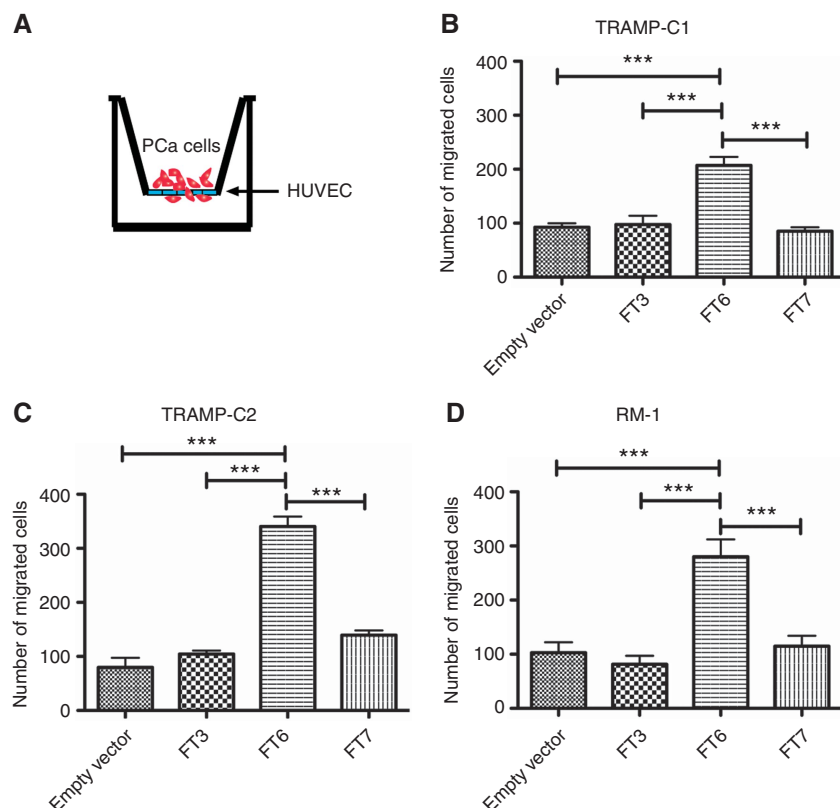 A
PCa cells
HUVEC
B
TRAMP-C1
Number of migrated cells
400
300
200
100
0
***
***
***
Empty vector
FT3
FT6
FT7
C
TRAMP-C2
Number of migrated cells
400
300
200
100
0
***
***
***
Empty vector
FT3
FT6
FT7
D
RM-1
Number of migrated cells
400
300
200
100
0
***
***
***
Empty vector
FT3
FT6
FT7